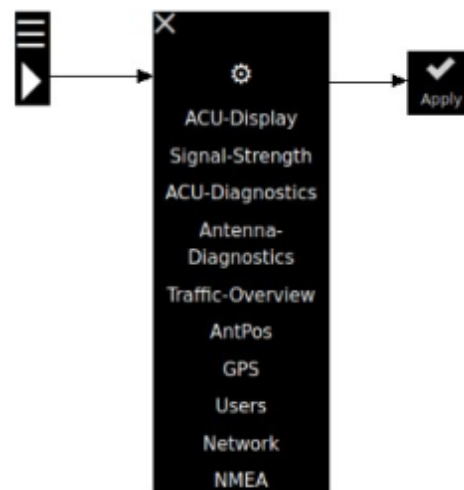 ACU-Display
Signal-Strength
ACU-Diagnostics
Antenna-
Diagnostics
Traffic-Overview
AntPos
GPS
Users
Network
NMEA
Apply